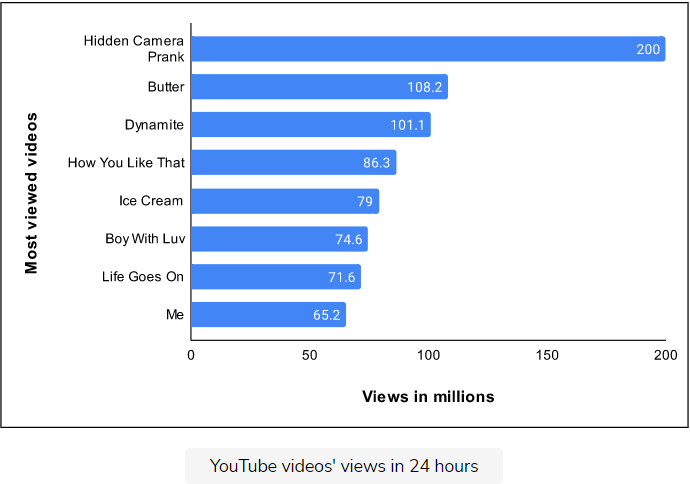 Most viewed videos
Hidden Camera
Prank
200
Butter
108.2
Dynamite
101.1
How You Like That
86.3
Ice Cream
79
Boy With Luv
74.6
Life Goes On
71.6
Me
65.2
0 50 100 150 200
Views in millions
YouTube videos' views in 24 hours